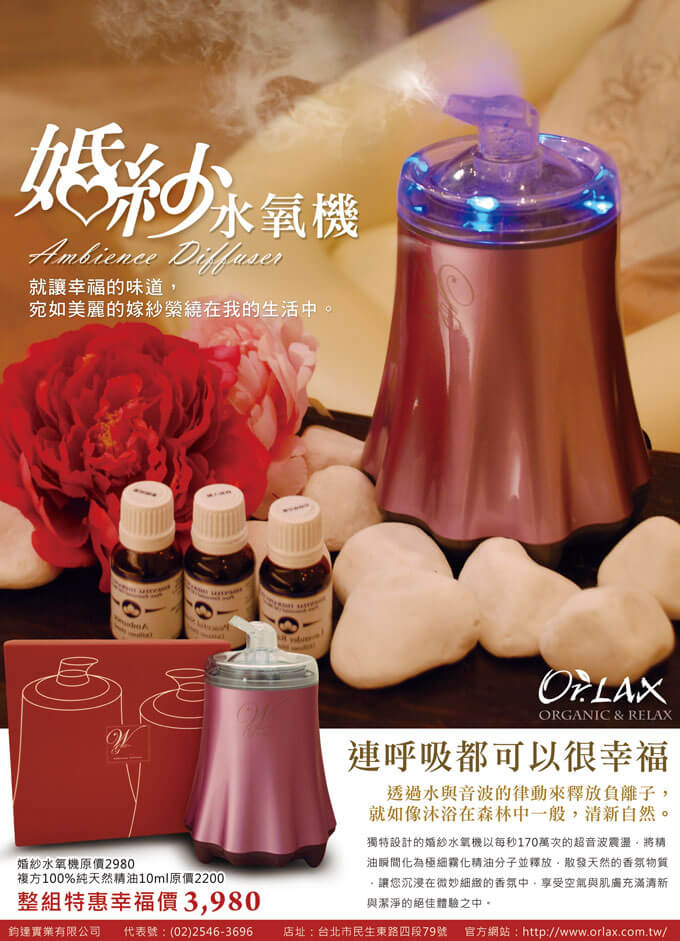 婚紗水氧機
Ambience Diffuser
就讓幸福的味道，
宛如美麗的嫁紗縈繞在我的生活中。
Or.LAX
ORGANIC & RELAX
W
連呼吸都可以很幸福
透過水與音波的律動來釋放負離子，
就如像沐浴在森林中一般，清新自然。
獨特設計的婚紗水氧機以每秒170萬次的超音波震盪，將精
油瞬間化為極細霧化精油分子並釋放，散發天然的香氛物質
，讓您沉浸在微妙細緻的香氛中，享受空氣與肌膚充滿清新
與潔淨的絕佳體驗之中。
婚紗水氧機原價2980
複方100%純天然精油10ml原價2200
整組特惠幸福價3,980
鈞達實業有限公司 代表號：(02)2546-3696 店址：台北市民生東路四段79號 官方網站：http://www.orlax.com.tw/